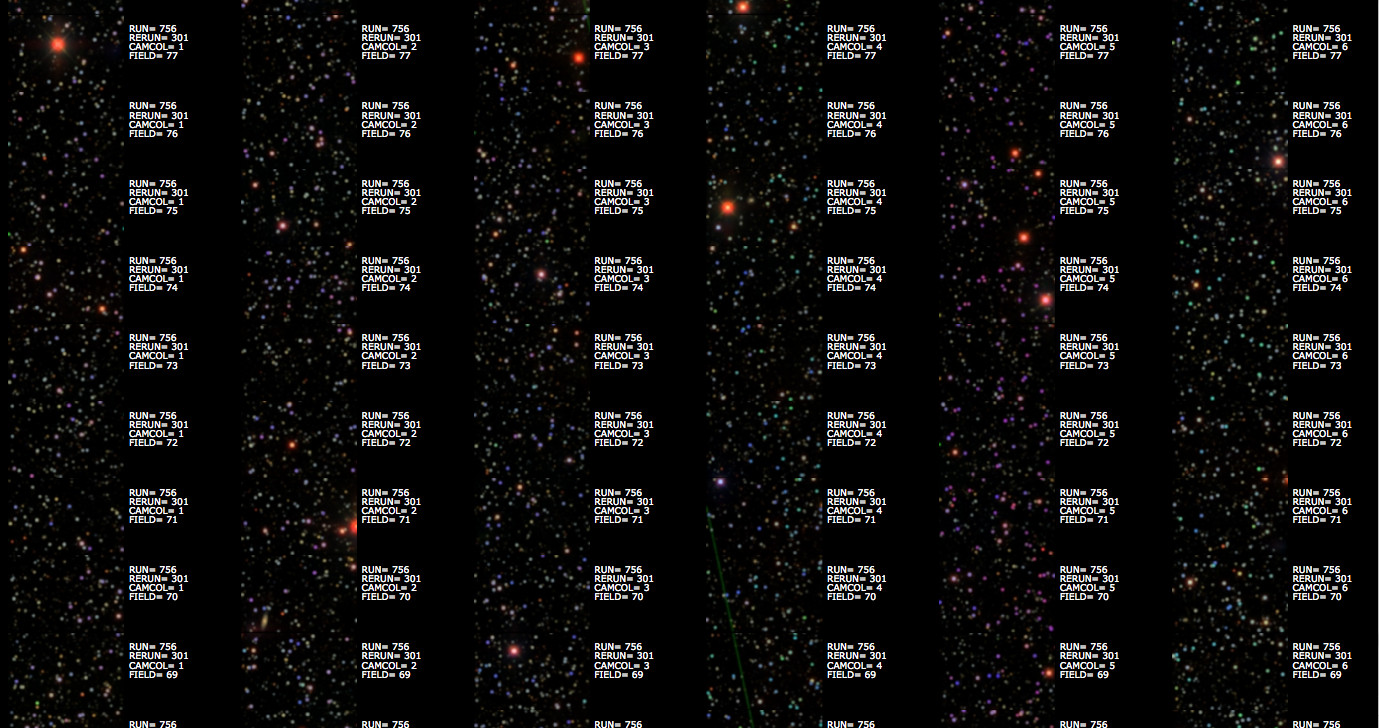 RUN= 756
RERUN= 301
CAMCOL= 1
FIELD= 77
RUN= 756
RERUN= 301
CAMCOL= 2
FIELD= 77
RUN= 756
RERUN= 301
CAMCOL= 3
FIELD= 77
RUN= 756
RERUN= 301
CAMCOL= 4
FIELD= 77
RUN= 756
RERUN= 301
CAMCOL= 5
FIELD= 77
RUN= 756
RERUN= 301
CAMCOL= 6
FIELD= 77
RUN= 756
RERUN= 301
CAMCOL= 1
FIELD= 76
RUN= 756
RERUN= 301
CAMCOL= 2
FIELD= 76
RUN= 756
RERUN= 301
CAMCOL= 3
FIELD= 76
RUN= 756
RERUN= 301
CAMCOL= 4
FIELD= 76
RUN= 756
RERUN= 301
CAMCOL= 5
FIELD= 76
RUN= 756
RERUN= 301
CAMCOL= 6
FIELD= 76
RUN= 756
RERUN= 301
CAMCOL= 1
FIELD= 75
RUN= 756
RERUN= 301
CAMCOL= 2
FIELD= 75
RUN= 756
RERUN= 301
CAMCOL= 3
FIELD= 75
RUN= 756
RERUN= 301
CAMCOL= 4
FIELD= 75
RUN= 756
RERUN= 301
CAMCOL= 5
FIELD= 75
RUN= 756
RERUN= 301
CAMCOL= 6
FIELD= 75
RUN= 756
RERUN= 301
CAMCOL= 1
FIELD= 74
RUN= 756
RERUN= 301
CAMCOL= 2
FIELD= 74
RUN= 756
RERUN= 301
CAMCOL= 3
FIELD= 74
RUN= 756
RERUN= 301
CAMCOL= 4
FIELD= 74
RUN= 756
RERUN= 301
CAMCOL= 5
FIELD= 74
RUN= 756
RERUN= 301
CAMCOL= 6
FIELD= 74
RUN= 756
RERUN= 301
CAMCOL= 1
FIELD= 73
RUN= 756
RERUN= 301
CAMCOL= 2
FIELD= 73
RUN= 756
RERUN= 301
CAMCOL= 3
FIELD= 73
RUN= 756
RERUN= 301
CAMCOL= 4
FIELD= 73
RUN= 756
RERUN= 301
CAMCOL= 5
FIELD= 73
RUN= 756
RERUN= 301
CAMCOL= 6
FIELD= 73
RUN= 756
RERUN= 301
CAMCOL= 1
FIELD= 72
RUN= 756
RERUN= 301
CAMCOL= 2
FIELD= 72
RUN= 756
RERUN= 301
CAMCOL= 3
FIELD= 72
RUN= 756
RERUN= 301
CAMCOL= 4
FIELD= 72
RUN= 756
RERUN= 301
CAMCOL= 5
FIELD= 72
RUN= 756
RERUN= 301
CAMCOL= 6
FIELD= 72
RUN= 756
RERUN= 301
CAMCOL= 1
FIELD= 71
RUN= 756
RERUN= 301
CAMCOL= 2
FIELD= 71
RUN= 756
RERUN= 301
CAMCOL= 3
FIELD= 71
RUN= 756
RERUN= 301
CAMCOL= 4
FIELD= 71
RUN= 756
RERUN= 301
CAMCOL= 5
FIELD= 71
RUN= 756
RERUN= 301
CAMCOL= 6
FIELD= 71
RUN= 756
RERUN= 301
CAMCOL= 1
FIELD= 70
RUN= 756
RERUN= 301
CAMCOL= 2
FIELD= 70
RUN= 756
RERUN= 301
CAMCOL= 3
FIELD= 70
RUN= 756
RERUN= 301
CAMCOL= 4
FIELD= 70
RUN= 756
RERUN= 301
CAMCOL= 5
FIELD= 70
RUN= 756
RERUN= 301
CAMCOL= 6
FIELD= 70
RUN= 756
RERUN= 301
CAMCOL= 1
FIELD= 69
RUN= 756
RERUN= 301
CAMCOL= 2
FIELD= 69
RUN= 756
RERUN= 301
CAMCOL= 3
FIELD= 69
RUN= 756
RERUN= 301
CAMCOL= 4
FIELD= 69
RUN= 756
RERUN= 301
CAMCOL= 5
FIELD= 69
RUN= 756
RERUN= 301
CAMCOL= 6
FIELD= 69
RUN= 756
RUN= 756
RUN= 756
RUN= 756
RUN= 756
RUN= 756